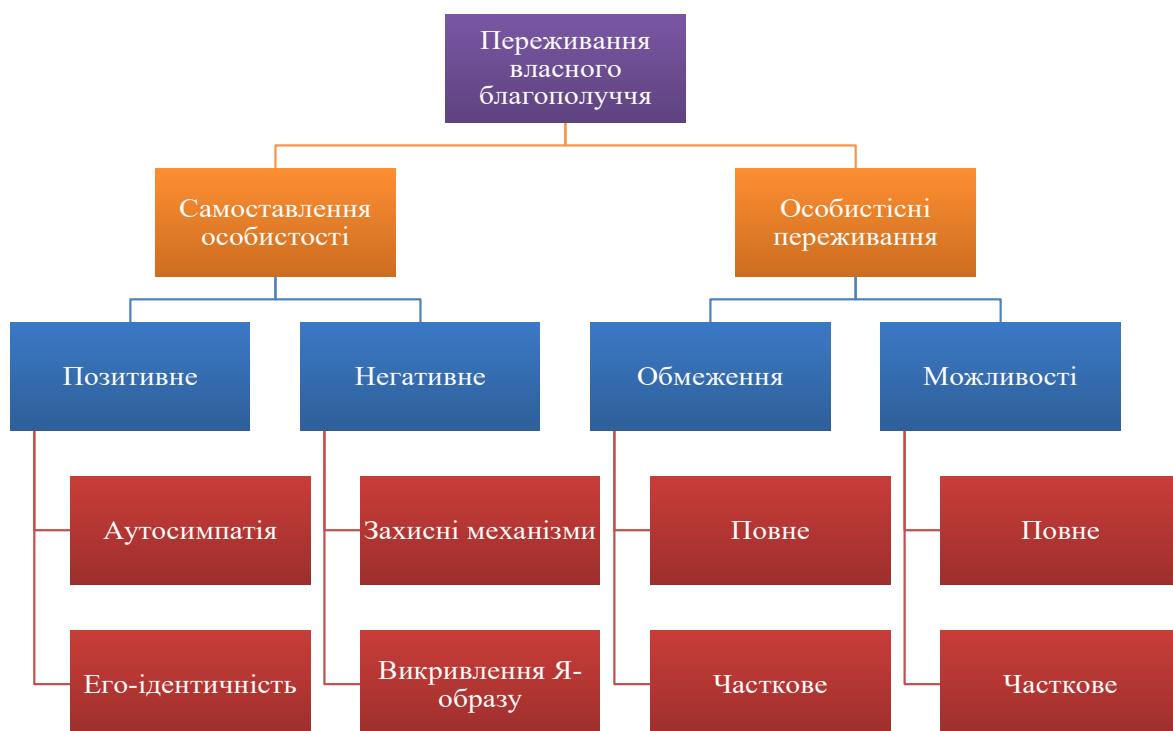 Переживання
власного
благополуччя
Самоставлення
особистості
Особистісні
переживання
Позитивне
Негативне
Обмеження
Можливості
Аутосимпатія
Захисні механізми
Повне
Повне
Его-ідентичність
Викривлення Я-
образу
Часткове
Часткове